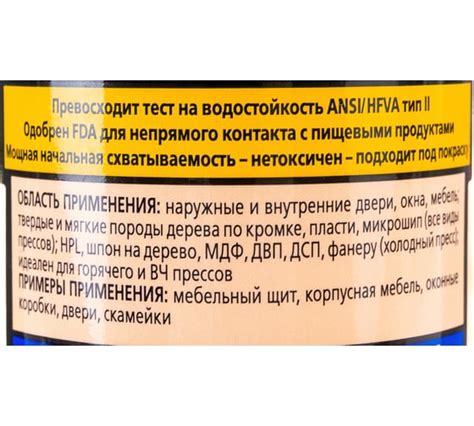 Превосходит тест на водостойкость ANSI/HFVA тип II
Одобрен FDA для непрямого контакта с пищевыми продуктами
Мощная начальная схватываемость – нетоксичен – подходит под покраску
ОБЛАСТЬ ПРИМЕНЕНИЯ: наружные и внутренние двери, окна, мебель;
твердые и мягкие породы дерева по кромке, пласти, микрошип (все виды
прессов); HPL, шпон на дерево, МДФ, ДВП, ДСП, фанеру (холодный пресс);
идеален для горячего и ВЧ прессов
ПРИМЕРЫ ПРИМЕНЕНИЯ: мебельный щит, корпусная мебель, оконные
коробки, двери, скамейки